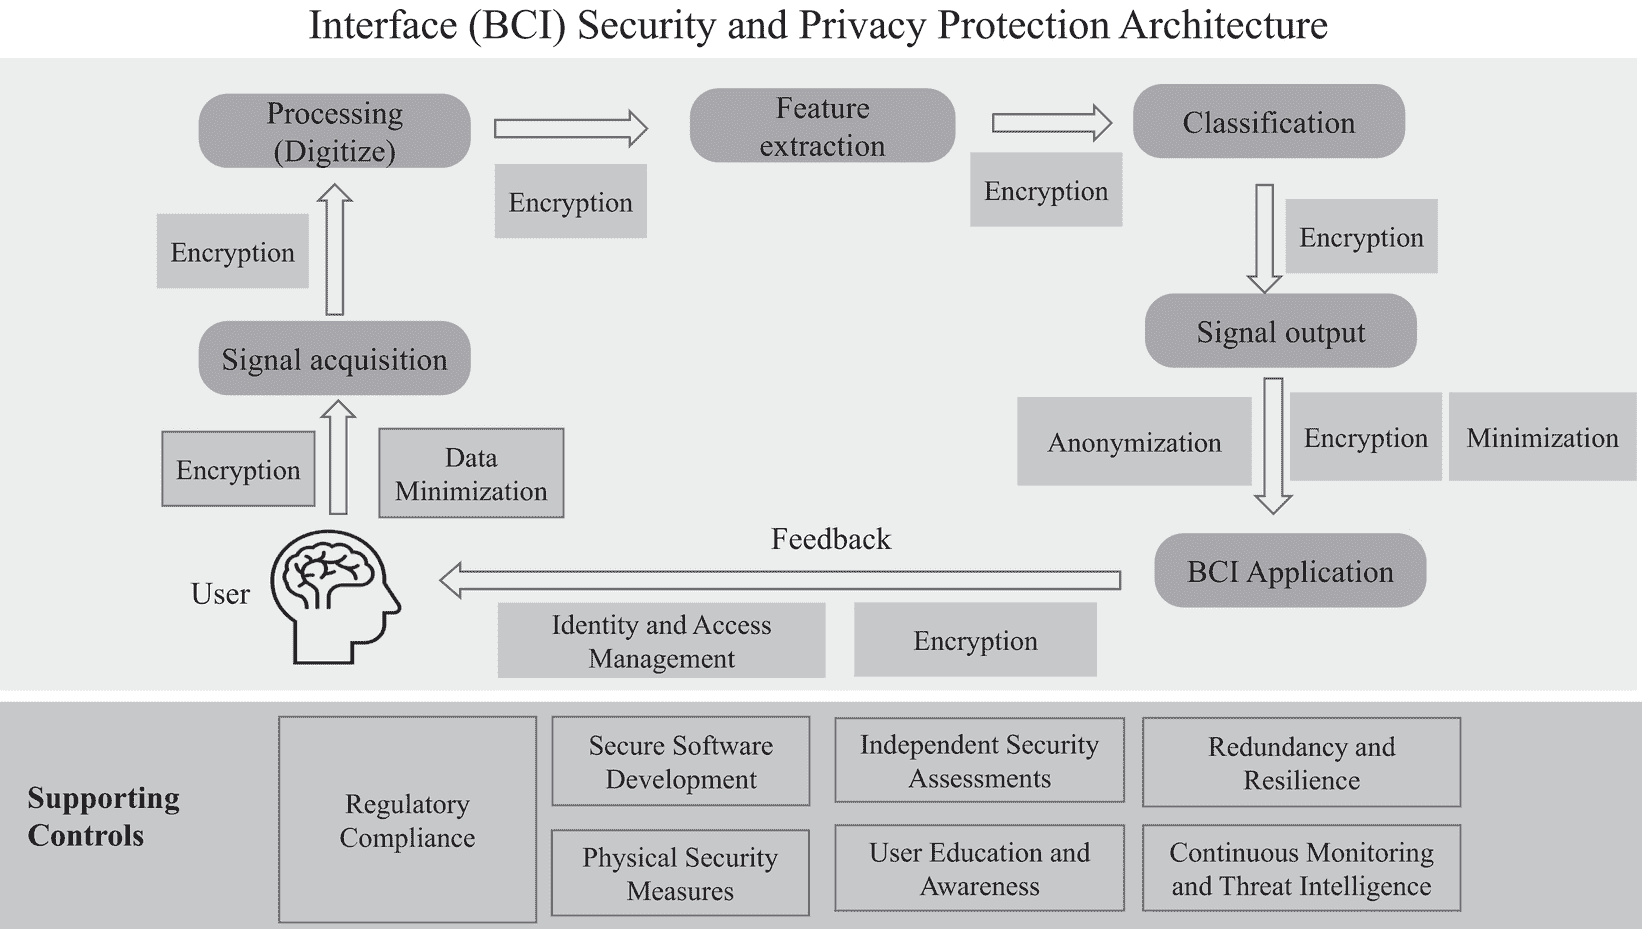 Interface (BCI) Security and Privacy Protection Architecture
Processing
(Digitize)
Feature
extraction
Classification
Encryption
Encryption
Encryption
Encryption
Signal acquisition
Signal output
Encryption
Data
Minimization
Anonymization
Encryption
Minimization
User
Feedback
BCI Application
Identity and Access
Management
Encryption
Supporting
Controls
Regulatory
Compliance
Secure Software
Development
Independent Security
Assessments
Redundancy and
Resilience
Physical Security
Measures
User Education and
Awareness
Continuous Monitoring
and Threat Intelligence